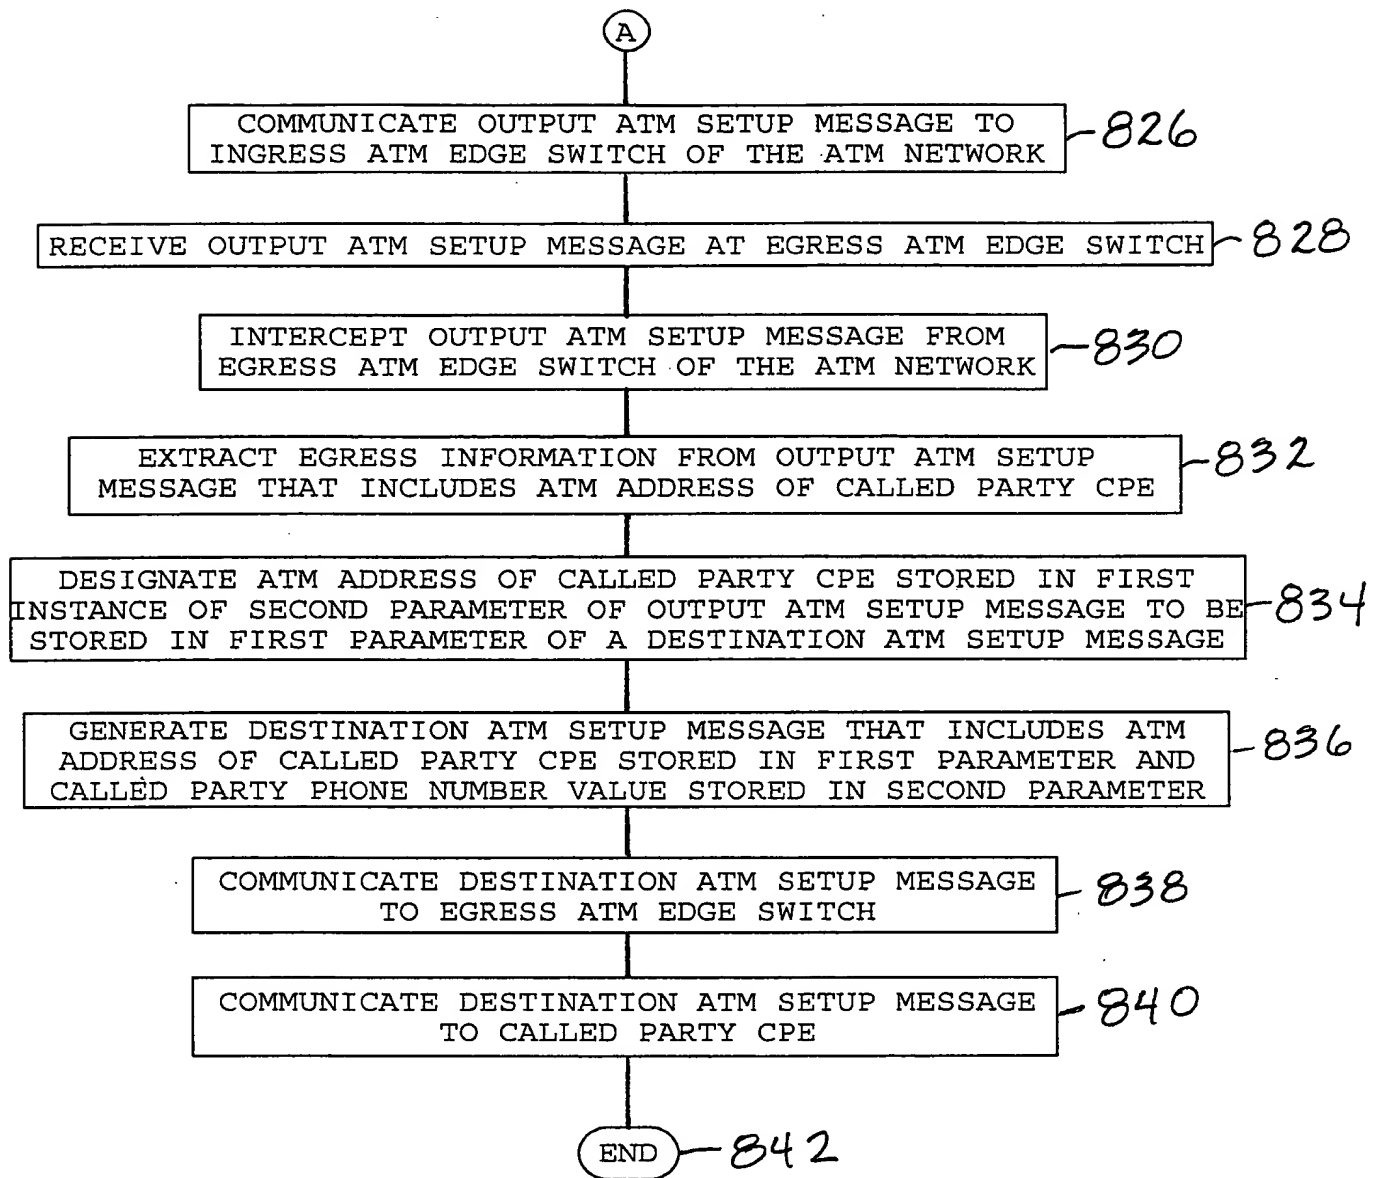 A
COMMUNICATE OUTPUT ATM SETUP MESSAGE TO
INGRESS ATM EDGE SWITCH OF THE ATM NETWORK
826
RECEIVE OUTPUT ATM SETUP MESSAGE AT EGRESS ATM EDGE SWITCH
828
INTERCEPT OUTPUT ATM SETUP MESSAGE FROM
EGRESS ATM EDGE SWITCH OF THE ATM NETWORK
830
EXTRACT EGRESS INFORMATION FROM OUTPUT ATM SETUP
MESSAGE THAT INCLUDES ATM ADDRESS OF CALLED PARTY CPE
832
DESIGNATE ATM ADDRESS OF CALLED PARTY CPE STORED IN FIRST
INSTANCE OF SECOND PARAMETER OF OUTPUT ATM SETUP MESSAGE TO BE
STORED IN FIRST PARAMETER OF A DESTINATION ATM SETUP MESSAGE
834
GENERATE DESTINATION ATM SETUP MESSAGE THAT INCLUDES ATM
ADDRESS OF CALLED PARTY CPE STORED IN FIRST PARAMETER AND
CALLED PARTY PHONE NUMBER VALUE STORED IN SECOND PARAMETER
836
COMMUNICATE DESTINATION ATM SETUP MESSAGE
TO EGRESS ATM EDGE SWITCH
838
COMMUNICATE DESTINATION ATM SETUP MESSAGE
TO CALLED PARTY CPE
840
END
842